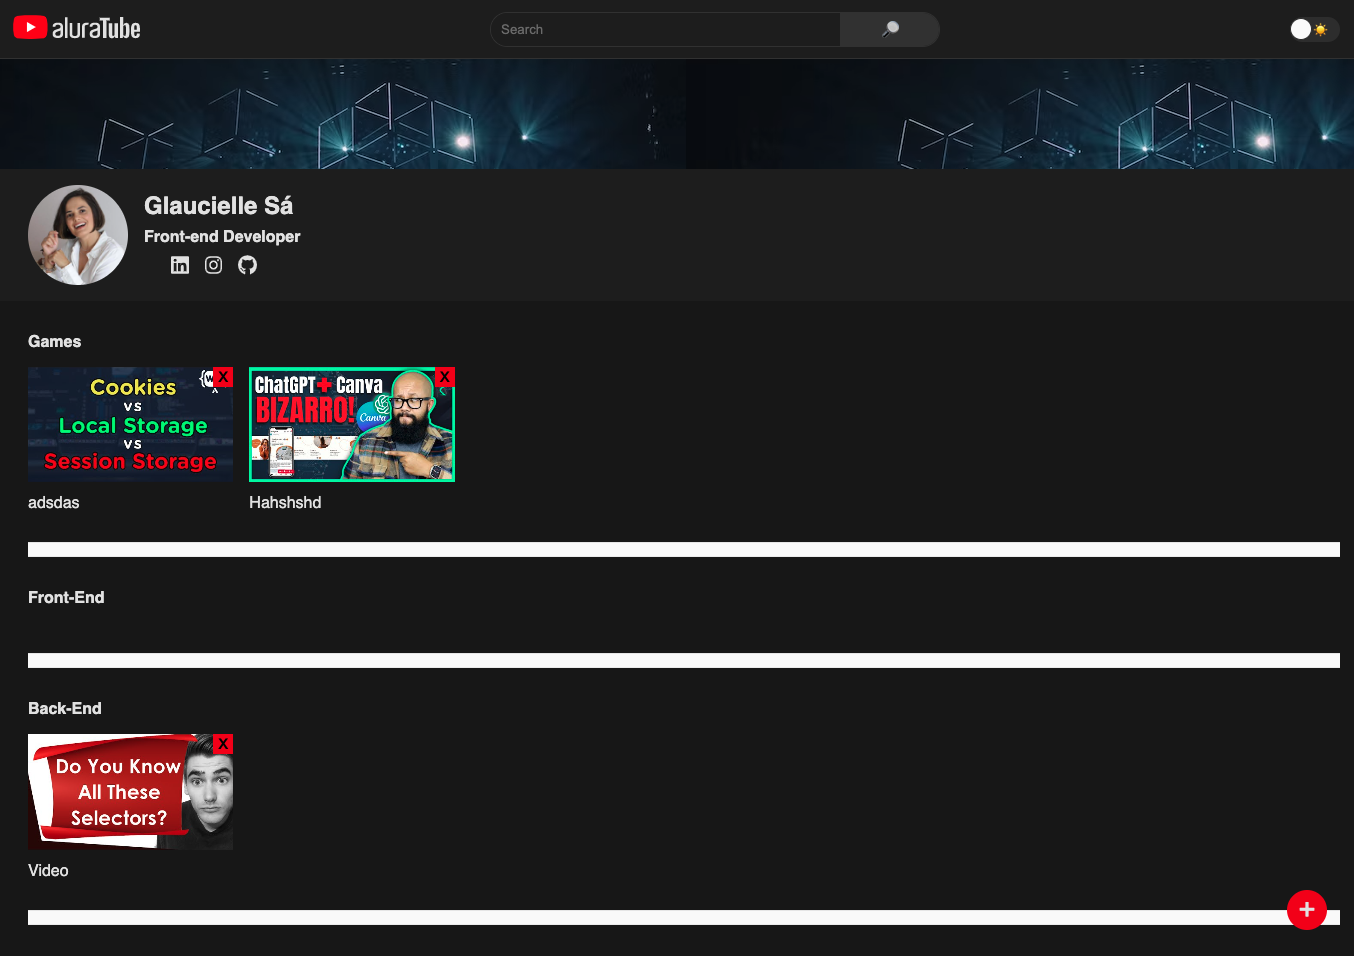 aluraTube
Search
Glaucielle Sá
Front-end Developer
in
Games
Cookies
vs
Local Storage
vs
Session Storage
X
adsdas
ChatGPT+ Canva
BIZARRO!
Canva
X
Hahshshd
Front-End
Back-End
Do You Know
All These
Selectors?
X
Video
+